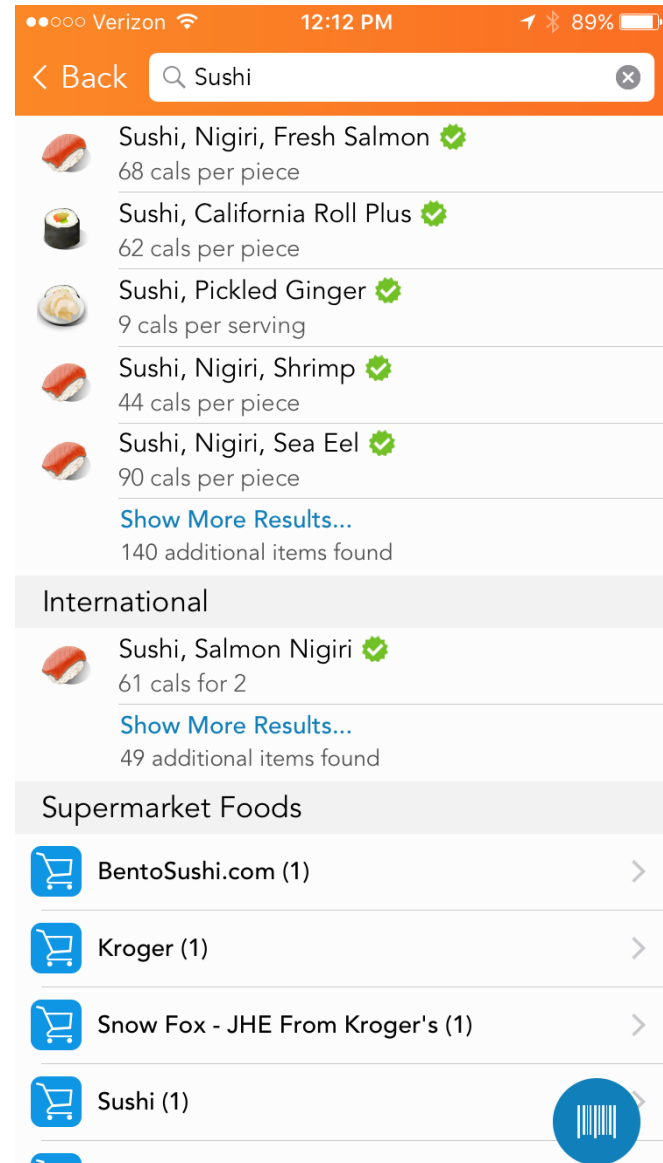 Verizon 12:12 PM 89%
Back Sushi
Sushi, Nigiri, Fresh Salmon
68 cals per piece
Sushi, California Roll Plus
62 cals per piece
Sushi, Pickled Ginger
9 cals per serving
Sushi, Nigiri, Shrimp
44 cals per piece
Sushi, Nigiri, Sea Eel
90 cals per piece
Show More Results...
140 additional items found
International
Sushi, Salmon Nigiri
61 cals for 2
Show More Results...
49 additional items found
Supermarket Foods
BentoSushi.com (1)
Kroger (1)
Snow Fox - JHE From Kroger's (1)
Sushi (1)